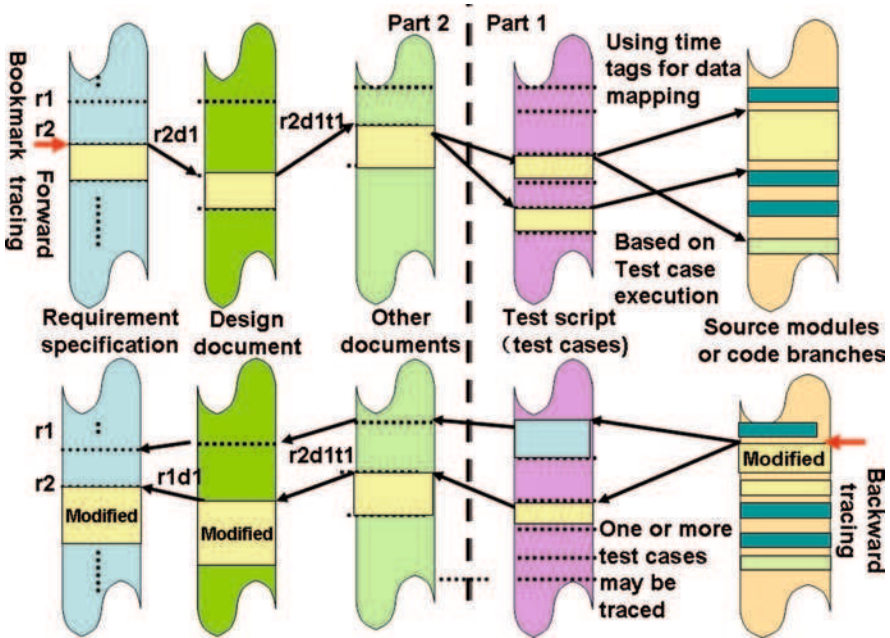 Part 2
Part 1
Using time
tags for data
mapping
Bookmark
Forward tracing
r1
r2
r2d1
r2d1t1
Based on
Test case
execution
Requirement
specification
Design
document
Other
documents
Test script
(test cases)
Source modules
or code branches
r1
r2
r1d1
r2d1t1
Modified
Modified
Modified
Backward
tracing
One or more
test cases
may be
traced